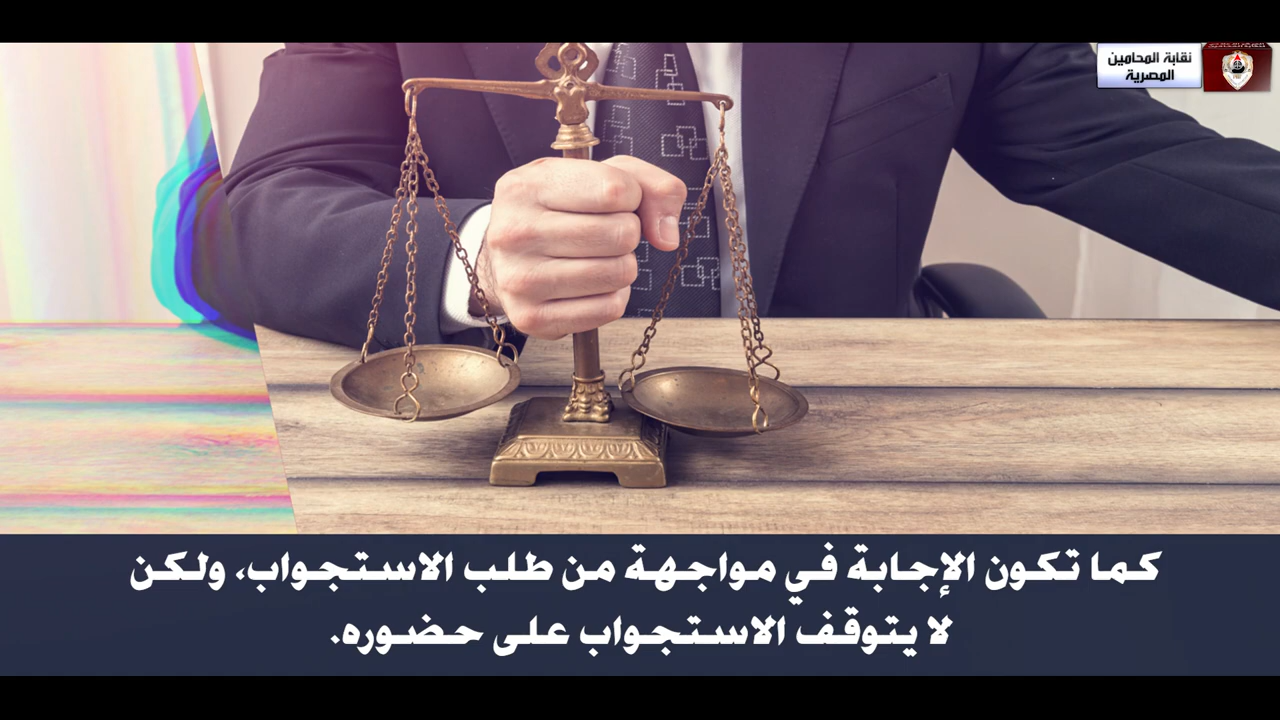 نقابة المحامين
المصرية
كما تكون الإجابة في مواجهة من طلب الاستجواب، ولكن
لا يتوقف الاستجواب على حضوره.